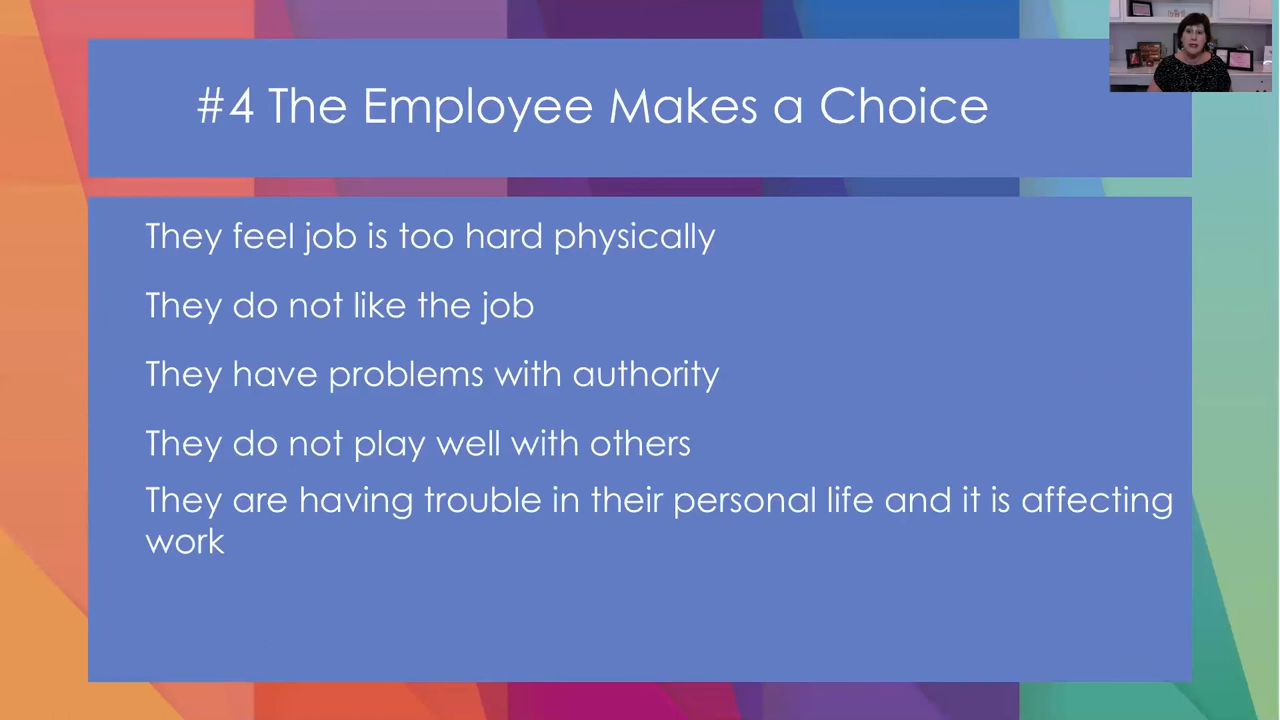 #4 The Employee Makes a Choice
They feel job is too hard physically
They do not like the job
They have problems with authority
They do not play well with others
They are having trouble in their personal life and it is affecting
work